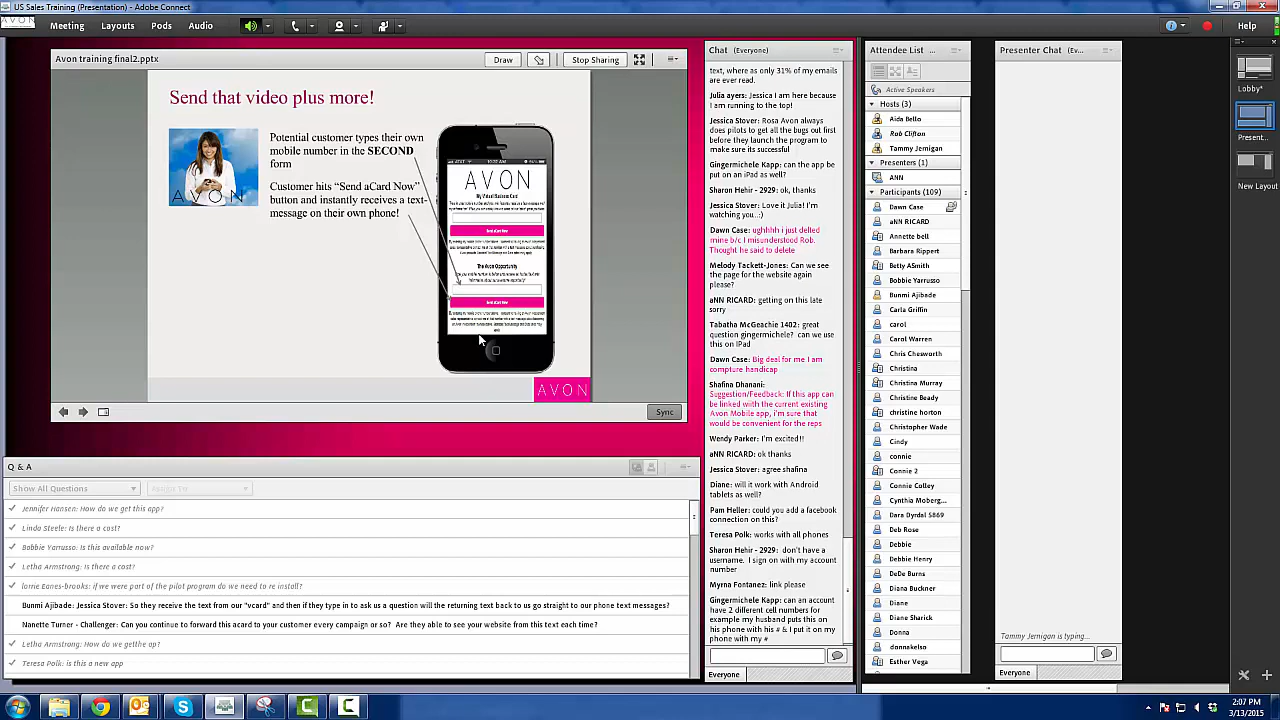 US Sales Training (Presentation) - Adobe Connect
AVON
Meeting
Layouts
Pods
Audio
Help
Avon training final2.pptx
Draw
Stop Sharing
Send that video plus more!
Potential customer types their own
mobile number in the SECOND
form
Customer hits “Send aCard Now”
button and instantly receives a text-
message on their own phone!
AVON
AVON
My Virtual Business Card
Send aCard Now
The Avon Opportunity
Send aCard Now
AVON
Sync
Q & A
Show All Questions
Assign To
Jennifer Hansen: How do we get this app?
Linda Steele: Is there a cost?
Bobbie Yarrusso: Is this available now?
Letha Armstrong: Is there a cost?
lorrie Eanes-brooks: if we were part of the pilot program do we need to re install?
Bunmi Ajibade: Jessica Stover: So they receive the text from our "vcard" and then if they type in to ask us a question will the returning text back to us go straight to our phone text messages?
Nanette Turner - Challenger: Can you continue to forward this acard to your customer every campaign or so?  Are they able to see your website from this text each time?
Letha Armstrong: How do we getthe ap?
Teresa Polk: is this a new app
Chat (Everyone)
text, where as only 31% of my emails
are ever read.
Julia ayers: Jessica I am here because
I am running to the top!
Jessica Stover: Rosa Avon always
does pilots to get all the bugs out first
before they launch the program to
make sure its successful
Gingermichele Kapp: can the app be
put on an iPad as well?
Sharon Hehir - 2929: ok, thanks
Jessica Stover: Love it Julia! I'm
watching you..:)
Dawn Case: ughhhh i just delted
mine b/c I misunderstood Rob.
Thought he said to delete
Melody Tackett-Jones: Can we see
the page for the website again
please?
aNN RICARD: getting on this late
sorry
Tabatha McGeachie 1402: great
question gingermichele?  can we use
this on IPad
Dawn Case: Big deal for me I am
compture handicap
Shafina Dhanani:
Suggestion/Feedback: If this app can
be linked with the current existing
Avon Mobile app, i'm sure that
would be convenient for the reps
Wendy Parker: I'm excited!!
aNN RICARD: ok thanks
Jessica Stover: agree shafina
Diane: will it work with Android
tablets as well?
Pam Heller: could you add a facebook
connection on this?
Teresa Polk: works with all phones
Sharon Hehir - 2929:  don't have a
username.  I sign on with my account
number
Myrna Fontanez: link please
Gingermichele Kapp: can an account
have 2 different cell numbers for
example my husband puts this on
his phone with his # & I put it on my
phone with my #
Everyone
Attendee List ...
Active Speakers
Hosts (3)
Aida Bello
Rob Clifton
Tammy Jernigan
Presenters (1)
ANN
Participants (109)
Dawn Case
aNN RICARD
Annette bell
Barbara Rippert
Betty ASmith
Bobbie Yarrusso
Bunmi Ajibade
Carla Griffin
carol
Carol Warren
Chris Chesworth
Christina
Christina Murray
Christine Beady
christine horton
Christopher Wade
Cindy
connie
Connie 2
Connie Colley
Cynthia Moberg...
Dara Dyrdal 5869
Deb Rose
Debbie
Debbie Henry
DeDe Burns
Diana Buckner
Diane
Diane Sharick
Donna
donnakelso
Esther Vega
Presenter Chat (Ev...
Tammy Jernigan is typing...
Everyone
Lobby*
Present...
New Layout
2:07 PM
3/13/2015